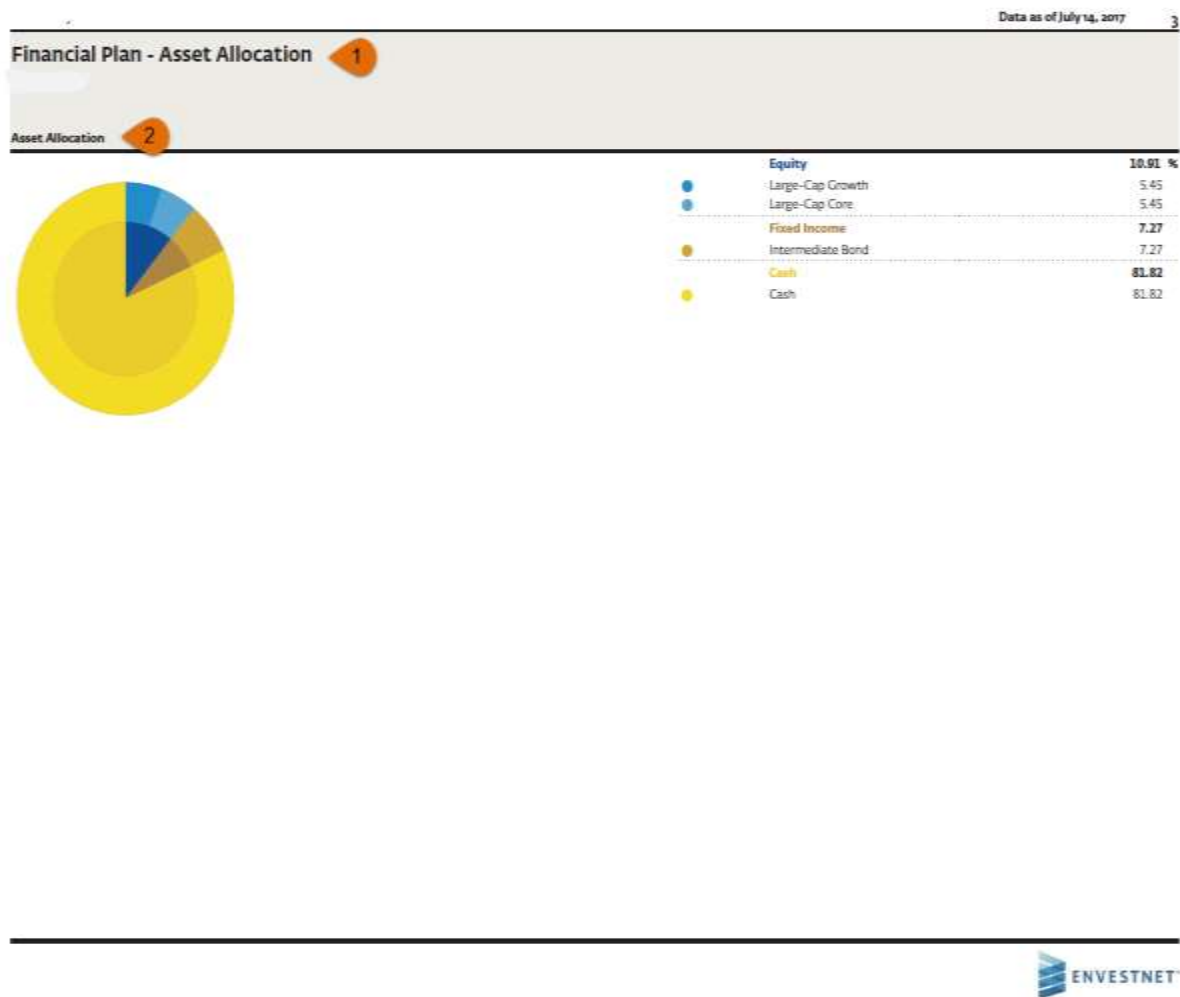 Data as of July 14, 2017 3
Financial Plan - Asset Allocation 1
Asset Allocation 2
Equity 10.91 %
Large-Cap Growth 5.45
Large-Cap Core 5.45
Fixed Income 7.27
Intermediate Bond 7.27
Cash 81.82
Cash 81.82
ENVESTNET